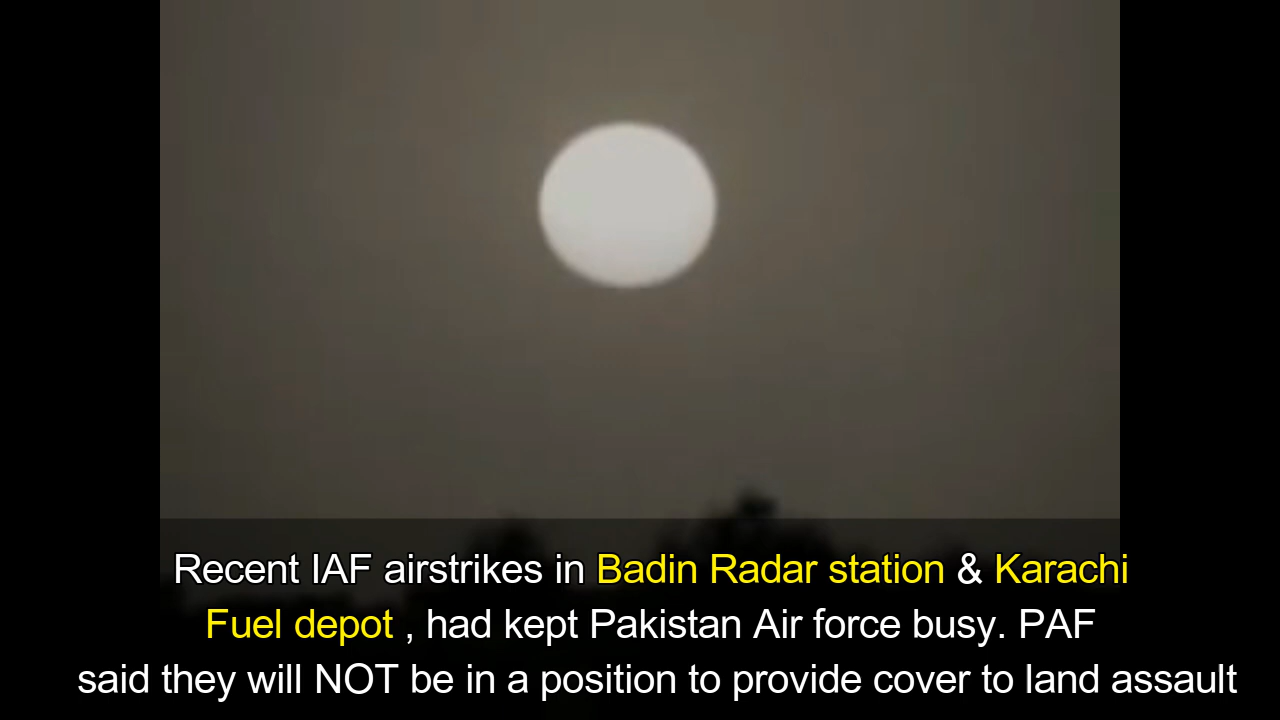 Recent IAF airstrikes in Badin Radar station & Karachi
Fuel depot , had kept Pakistan Air force busy. PAF
said they will NOT be in a position to provide cover to land assault